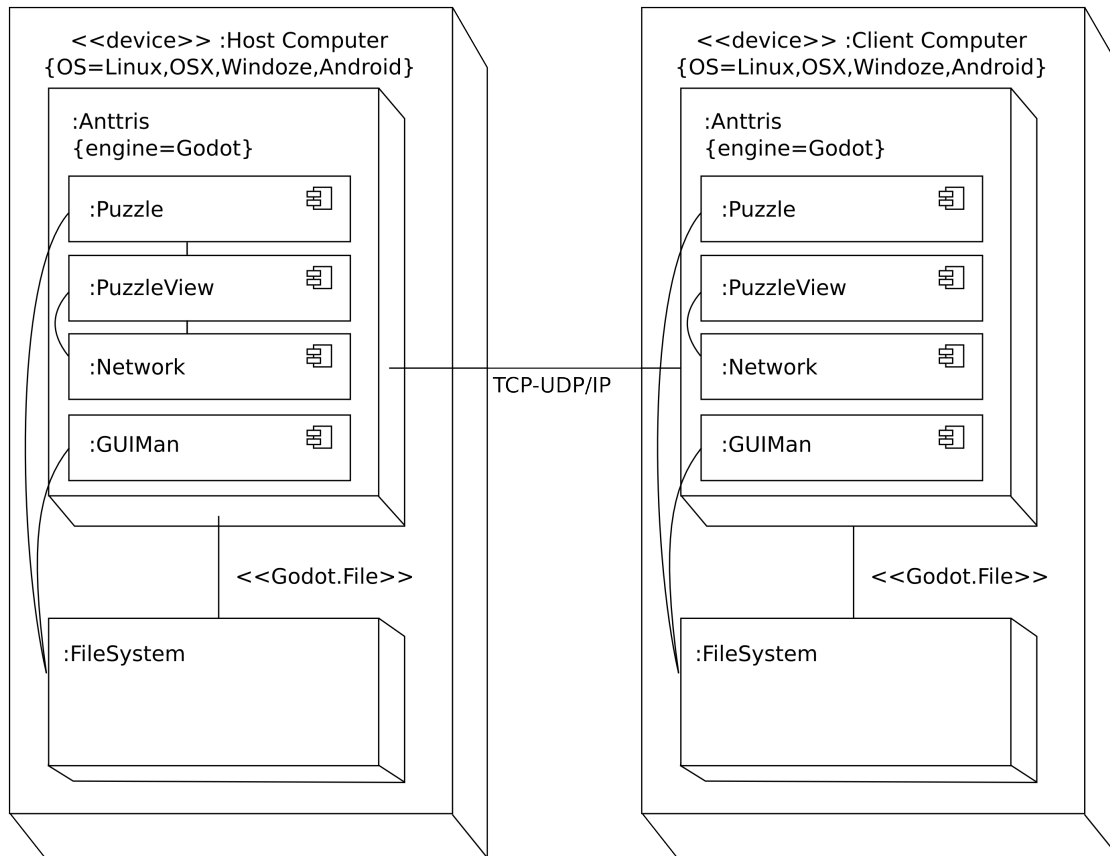 <<device>> :Host Computer
{OS=Linux,OSX,Windoze,Android}
:Anttris
{engine=Godot}
:Puzzle
:PuzzleView
:Network
:GUIMan
<<Godot.File>>
:FileSystem
TCP-UDP/IP
<<device>> :Client Computer
{OS=Linux,OSX,Windoze,Android}
:Anttris
{engine=Godot}
:Puzzle
:PuzzleView
:Network
:GUIMan
<<Godot.File>>
:FileSystem